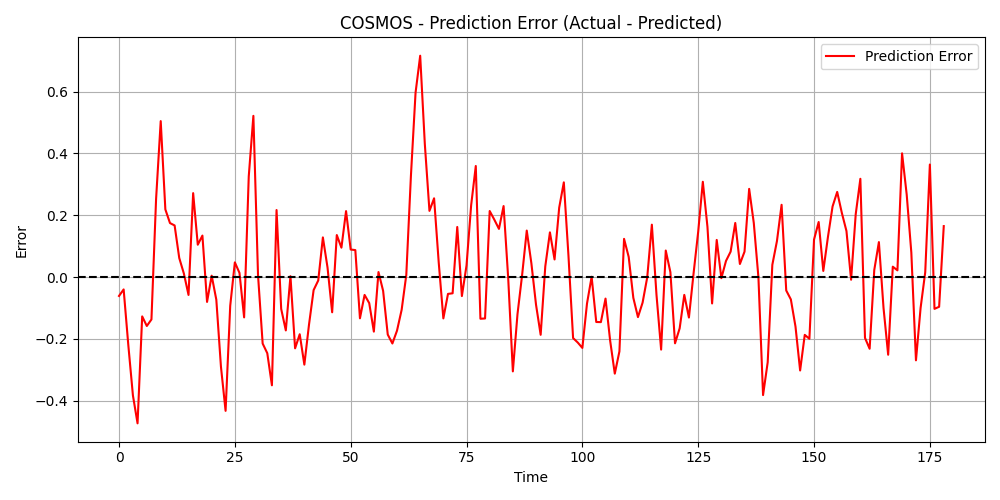 COSMOS - Prediction Error (Actual - Predicted)
Prediction Error
Error
0.6
0.4
0.2
0.0
−0.2
−0.4
0 25 50 75 100 125 150 175
Time